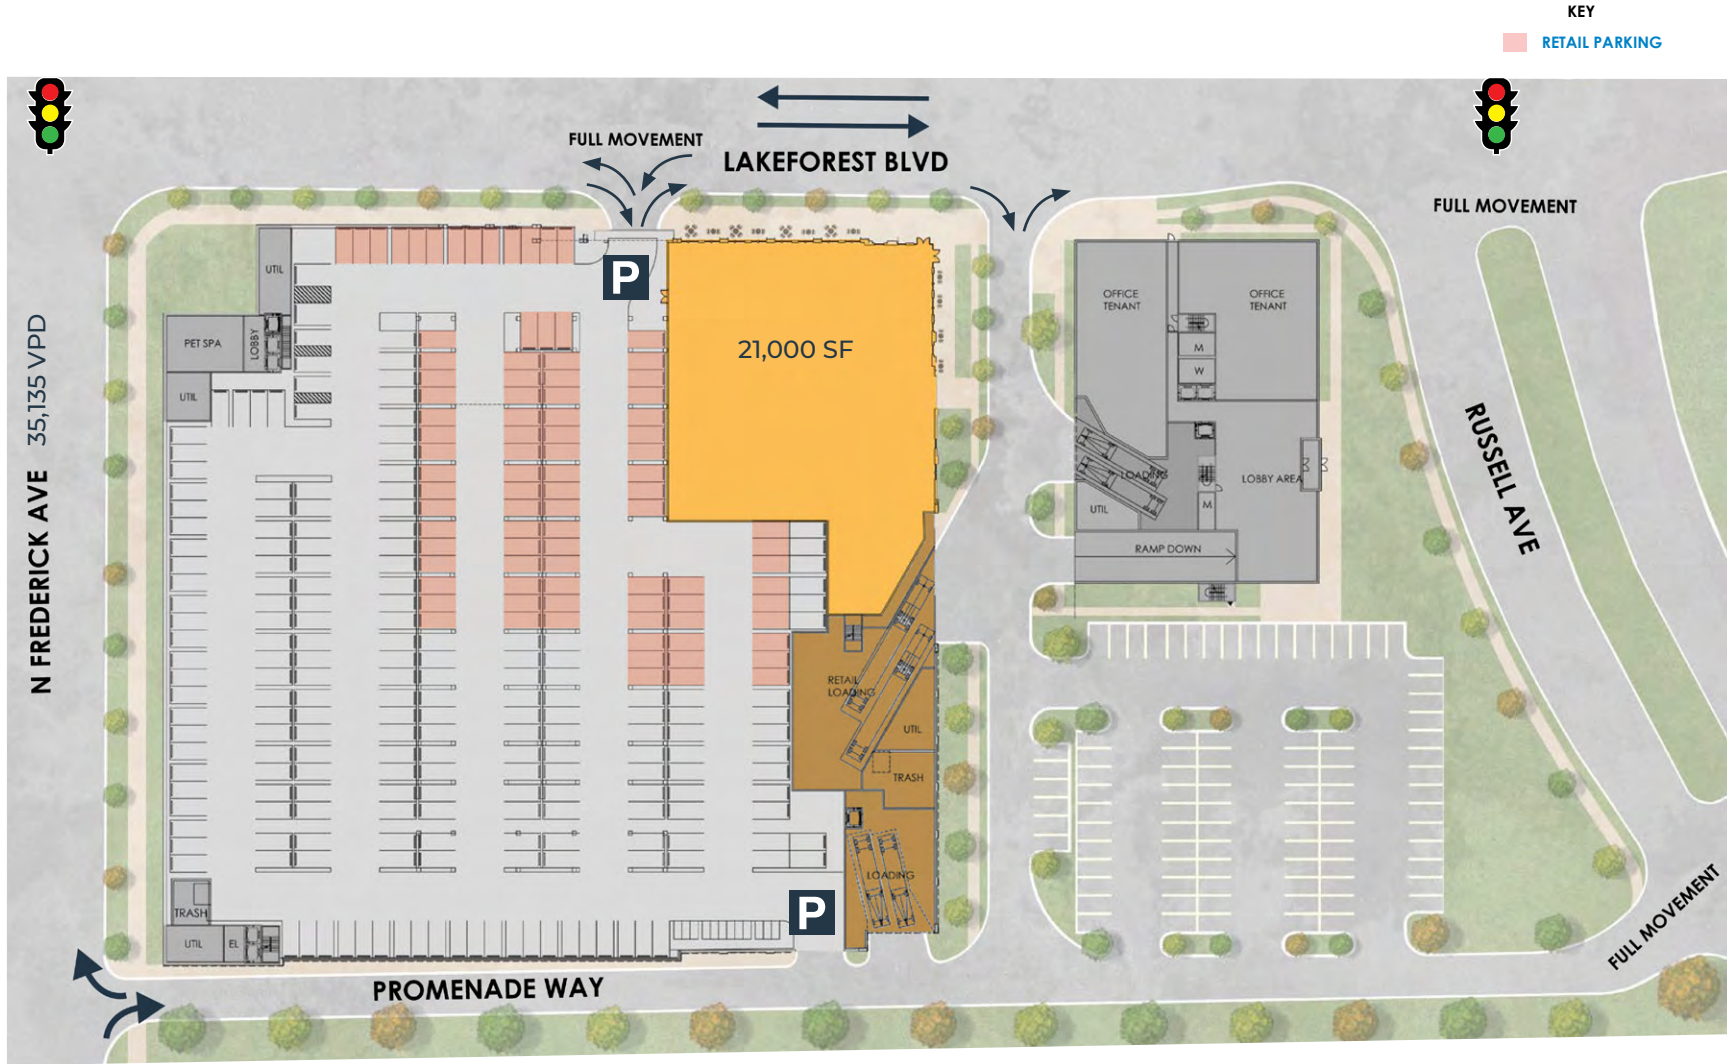 KEY
RETAIL PARKING
FULL MOVEMENT
LAKEFOREST BLVD
FULL MOVEMENT
UTIL
P
OFFICE
TENANT
OFFICE
TENANT
PET SPA
LOBBY
21,000 SF
M
W
UTIL
N FREDERICK AVE 35,135 VPD
RUSSELL AVE
LOADING
LOBBY AREA
UTIL
M
RAMP DOWN
RETAIL
LOADING
UTIL
TRASH
LOADING
TRASH
P
UTIL
EL
FULL MOVEMENT
PROMENADE WAY